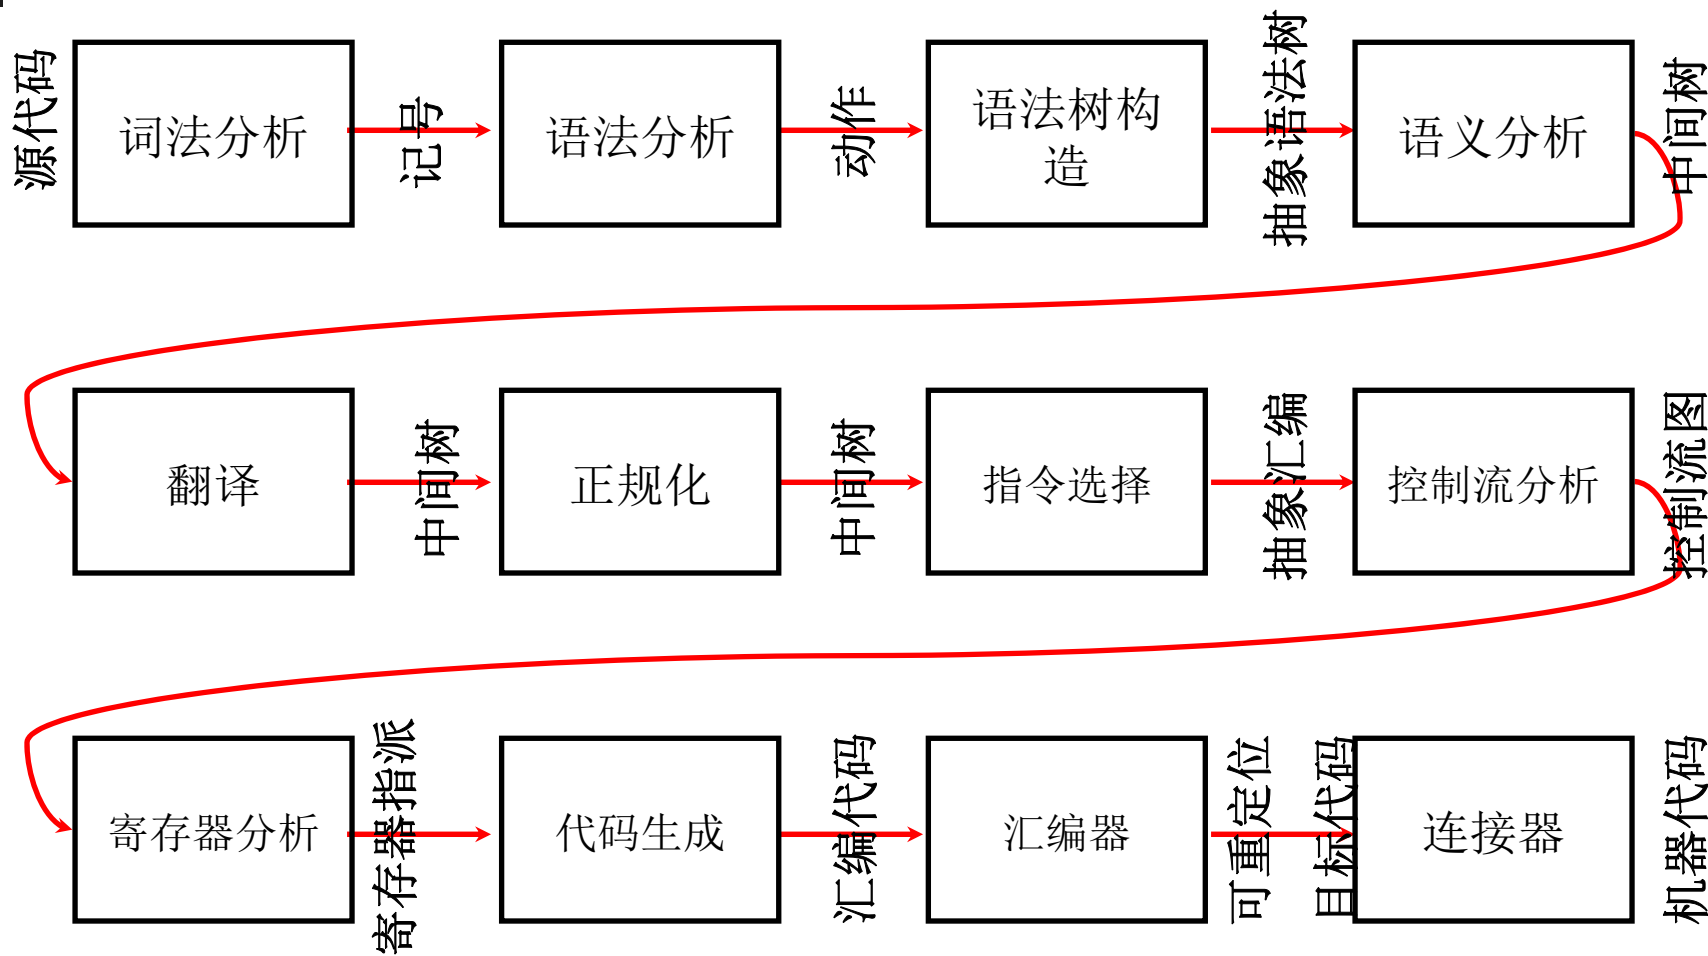 源代码
词法分析
记号
语法分析
动作
语法树构
造
抽象语法树
语义分析
中间树
翻译
中间树
正规化
中间树
指令选择
抽象汇编
控制流分析
控制流图
寄存器分析
寄存器指派
代码生成
汇编代码
汇编器
可重定位
目标代码
连接器
机器代码